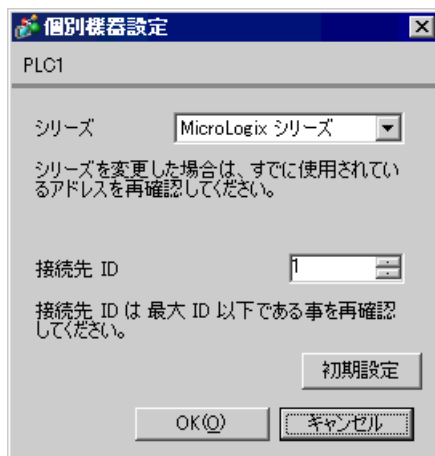 個別機器設定
PLC1
シリーズ
MicroLogix シリーズ
シリーズを変更した場合は、すでに使用されてい
るアドレスを再確認してください。
接続先 ID
1
接続先 ID は 最大 ID 以下である事を再確認
してください。
初期設定
OK(O)
キャンセル